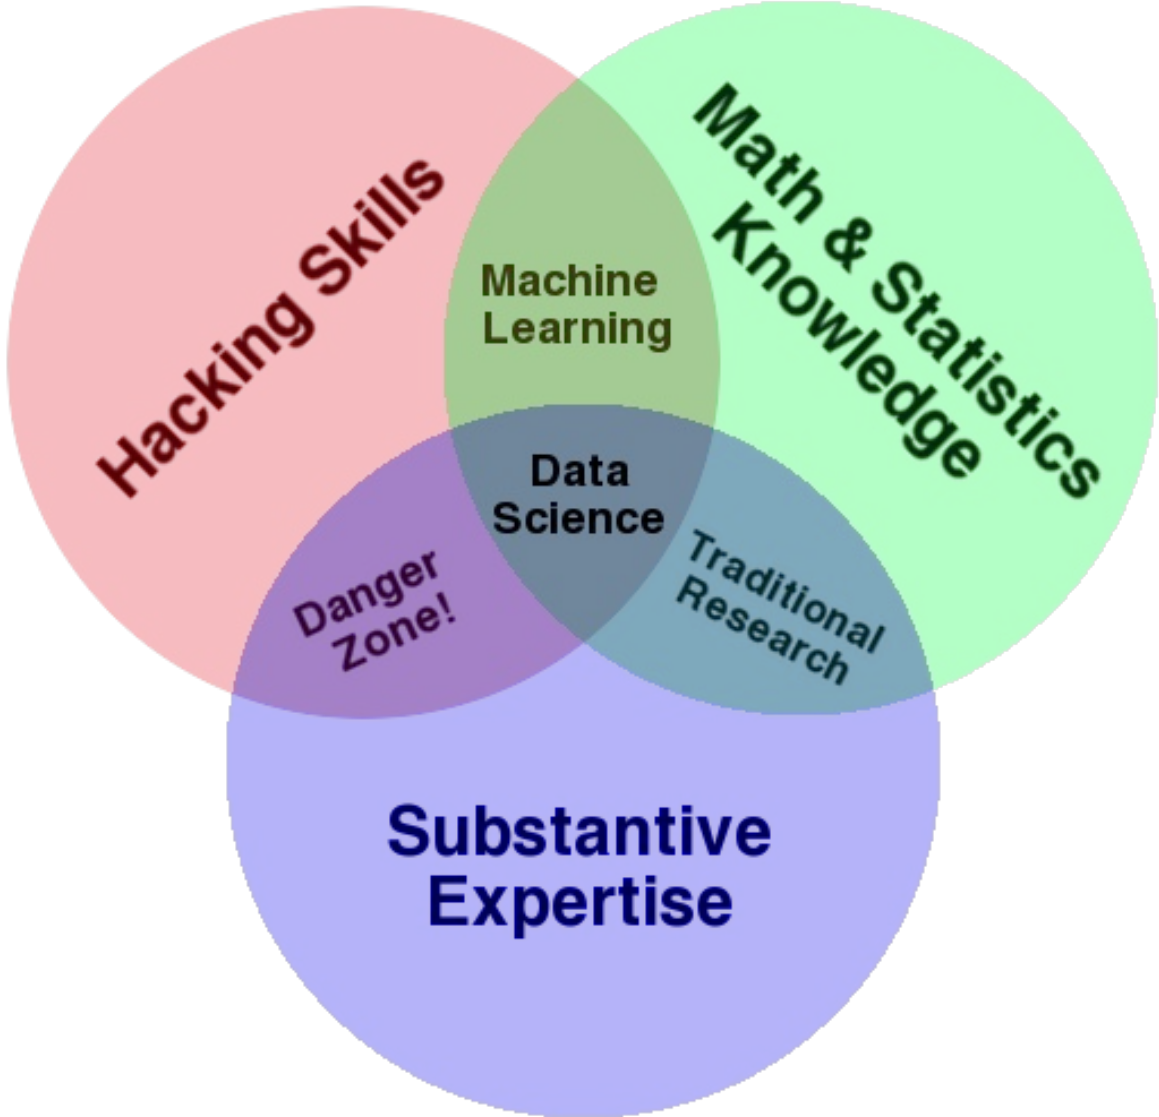 Hacking Skills
Math & Statistics
Knowledge
Machine
Learning
Data
Science
Danger
Zone!
Traditional
Research
Substantive
Expertise